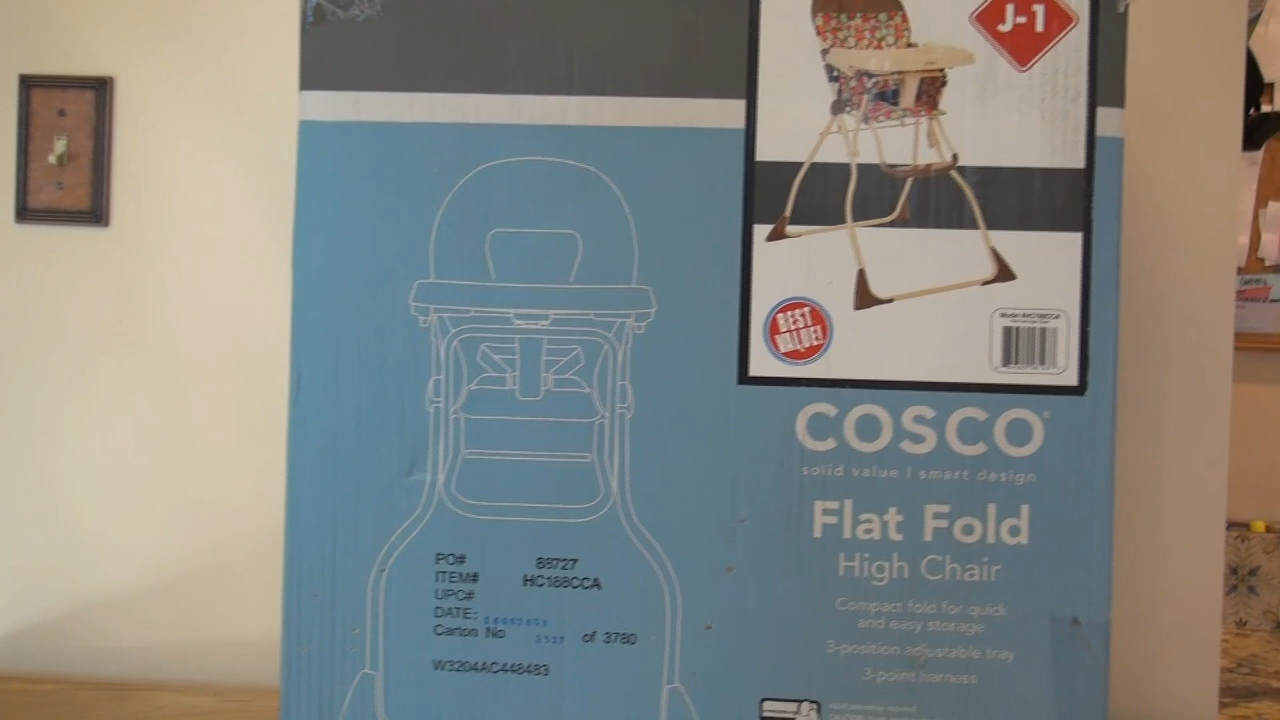 J-1
BEST
VALUE!
COSCO®
solid value | smart design
Flat Fold
High Chair
Compact fold for quick
and easy storage
3-position adjustable tray
3-point harness
PO# 88727
ITEM# HC188CCA
UPC#
DATE:
Carton No of 3780
W3204AC448483